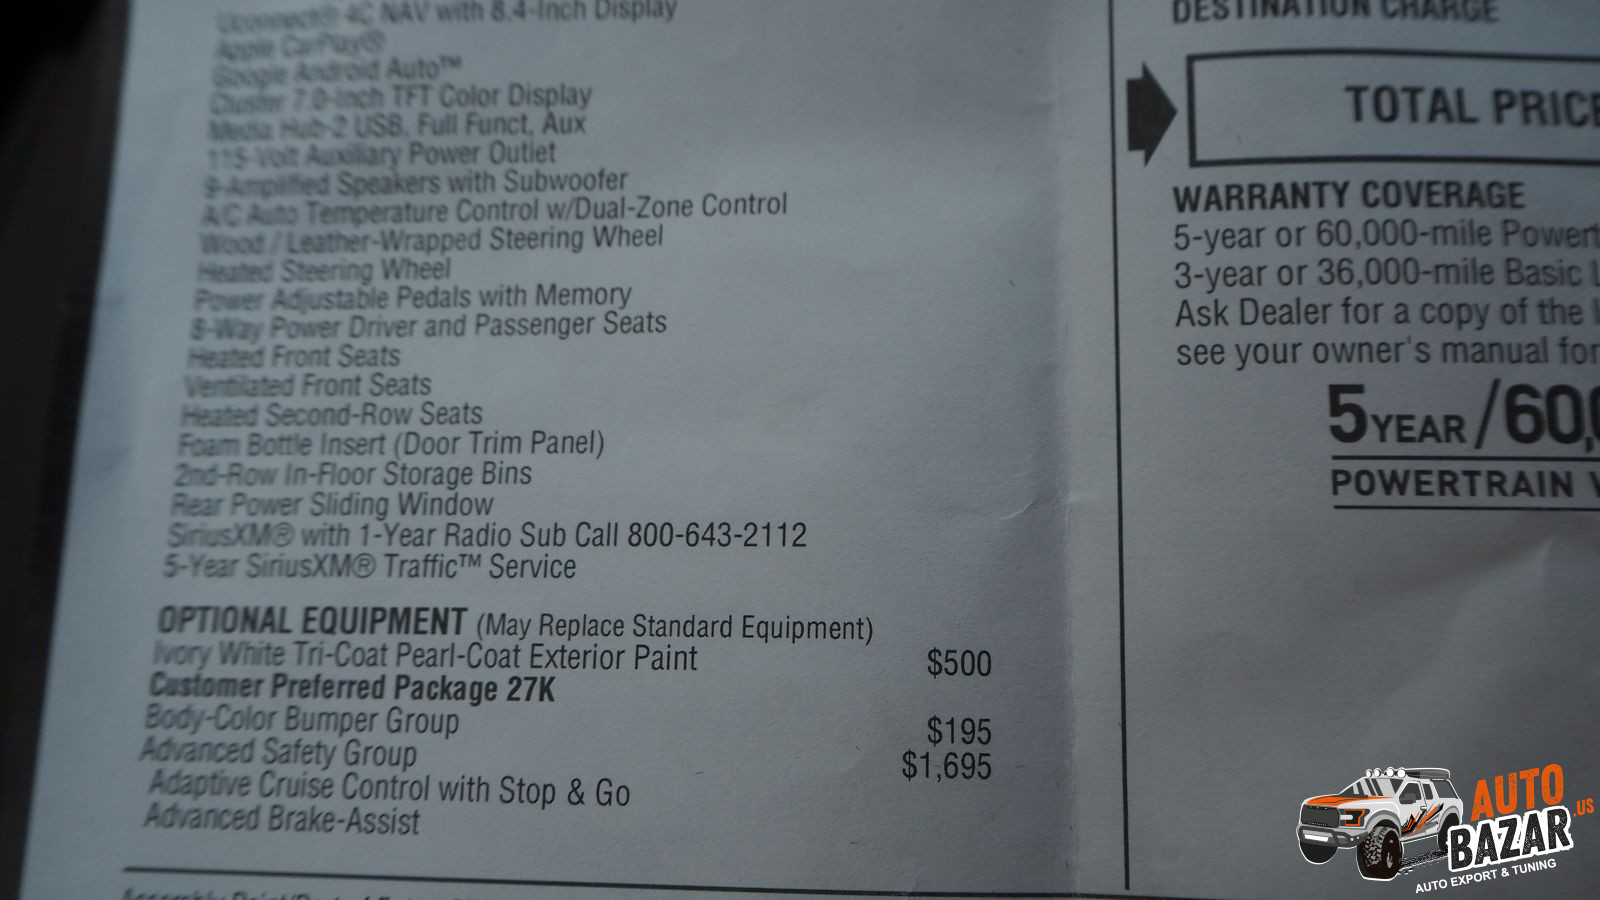 Uconnect® 4C NAV with 8.4-Inch Display
Apple CarPlay®
Google Android Auto™
Cluster 7.0-Inch TFT Color Display
Media Hub-2 USB, Full Funct, Aux
115-Volt Auxiliary Power Outlet
9-Amplified Speakers with Subwoofer
A/C Auto Temperature Control w/Dual-Zone Control
Wood / Leather-Wrapped Steering Wheel
Heated Steering Wheel
Power Adjustable Pedals with Memory
8-Way Power Driver and Passenger Seats
Heated Front Seats
Ventilated Front Seats
Heated Second-Row Seats
Foam Bottle Insert (Door Trim Panel)
2nd-Row In-Floor Storage Bins
Rear Power Sliding Window
SiriusXM® with 1-Year Radio Sub Call 800-643-2112
5-Year SiriusXM® Traffic™ Service
OPTIONAL EQUIPMENT (May Replace Standard Equipment)
Ivory White Tri-Coat Pearl-Coat Exterior Paint $500
Customer Preferred Package 27K
Body-Color Bumper Group $195
Advanced Safety Group $1,695
Adaptive Cruise Control with Stop & Go
Advanced Brake-Assist
DESTINATION CHARGE
TOTAL PRICE
WARRANTY COVERAGE
5-year or 60,000-mile Powert
3-year or 36,000-mile Basic L
Ask Dealer for a copy of the
see your owner's manual for
5 YEAR / 60,0
POWERTRAIN
AUTO
BAZAR.US
AUTO EXPORT & TUNING